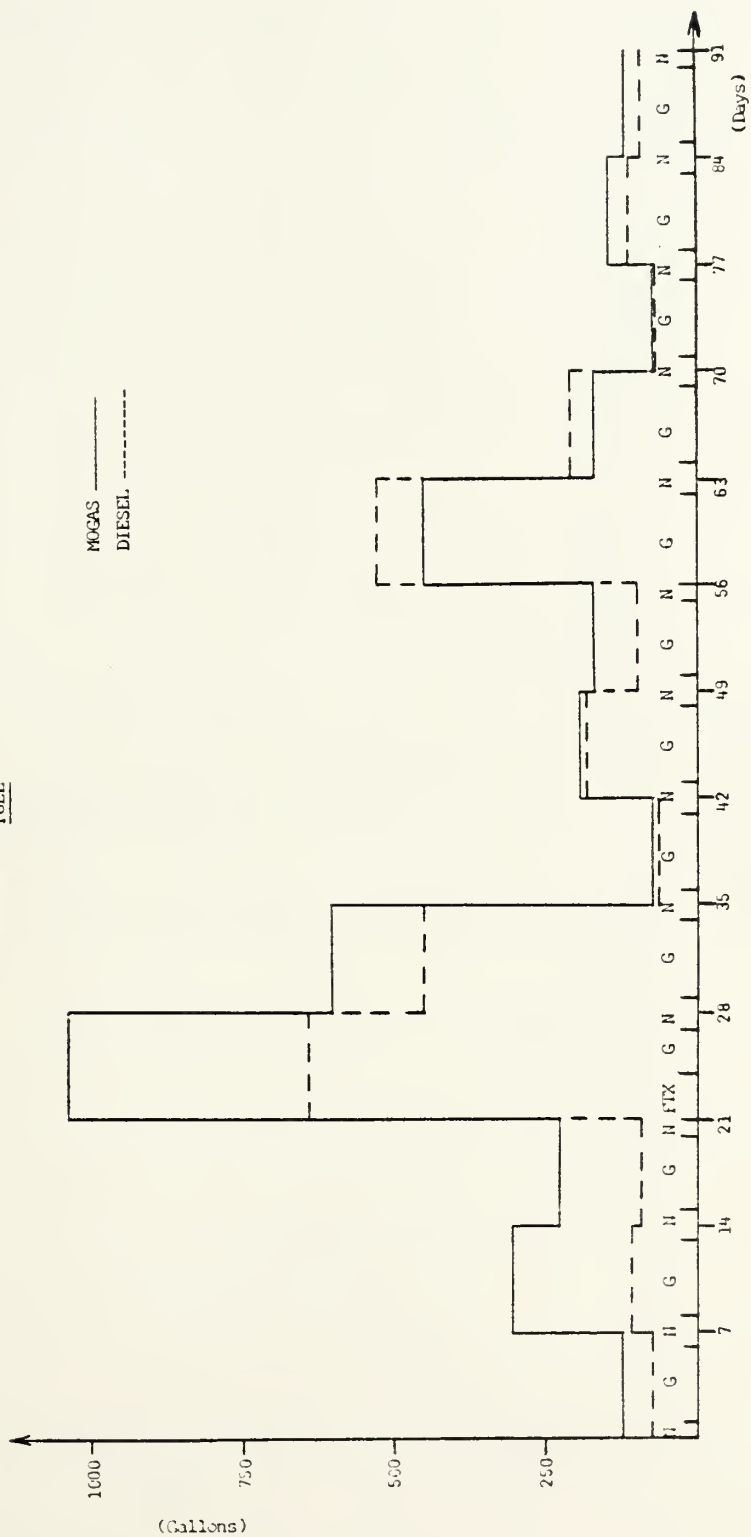 FUEL
(Gallons)
1000
750
500
250
MOGAS
DIESEL
N G N G N G N FTX G N G N G N G N G N G N G N G N G N G N
7 14 21 28 35 42 49 56 63 70 77 84 91
(Days)